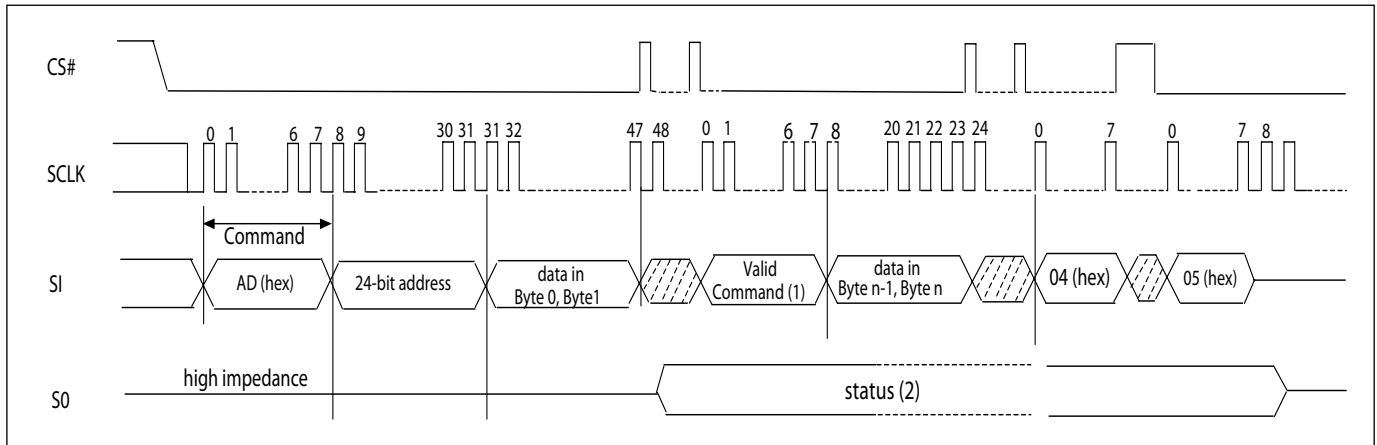 CS#
0 1 6 7 8 9 30 31 31 32 47 48 0 1 6 7 8 20 21 22 23 24 0 7 0 7 8
SCLK
Command
SI
AD (hex)
24-bit address
data in
Byte 0, Byte1
Valid
Command (1)
data in
Byte n-1, Byte n
04 (hex)
05 (hex)
high impedance
S0
status (2)